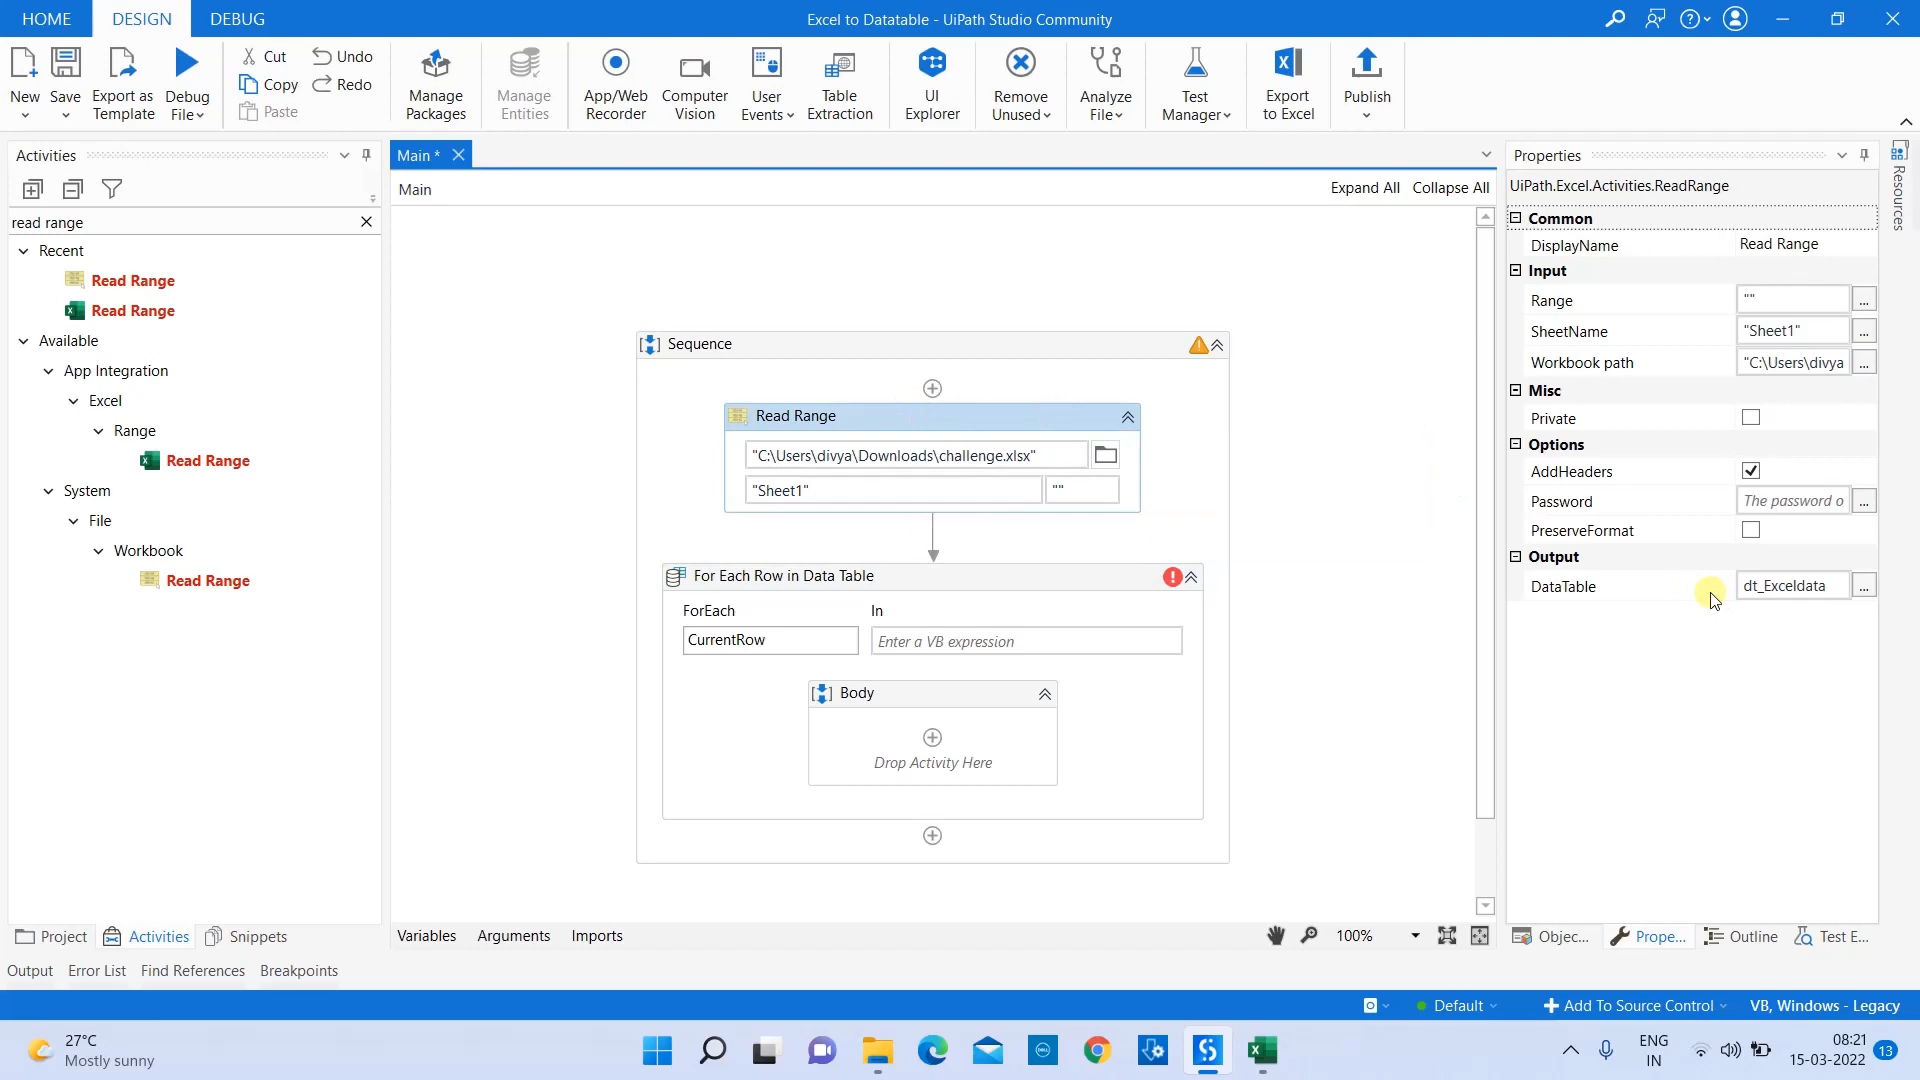 HOME
DESIGN
DEBUG
Excel to Datatable - UiPath Studio Community
New
Save
Export as Template
Debug File
Cut
Copy
Paste
Undo
Redo
Manage Packages
Manage Entities
App/Web Recorder
Computer Vision
User Events
Table Extraction
UI Explorer
Remove Unused
Analyze File
Test Manager
Export to Excel
Publish
Activities
read range
Recent
Read Range
Read Range
Available
App Integration
Excel
Range
Read Range
System
File
Workbook
Read Range
Project
Activities
Snippets
Main *
Main
Expand All
Collapse All
Sequence
Read Range
"C:\Users\divya\Downloads\challenge.xlsx"
"Sheet1"
""
For Each Row in Data Table
ForEach
In
CurrentRow
Enter a VB expression
Body
Drop Activity Here
Variables
Arguments
Imports
100%
Properties
UiPath.Excel.Activities.ReadRange
Common
DisplayName
Read Range
Input
Range
""
...
SheetName
"Sheet1"
...
Workbook path
"C:\Users\divya
...
Misc
Private
Options
AddHeaders
Password
The password o
...
PreserveFormat
Output
DataTable
dt_Exceldata
...
Resources
Objec...
Prope...
Outline
Test E...
Output
Error List
Find References
Breakpoints
Default
Add To Source Control
VB, Windows - Legacy
27°C
Mostly sunny
ENG
IN
08:21
15-03-2022
13